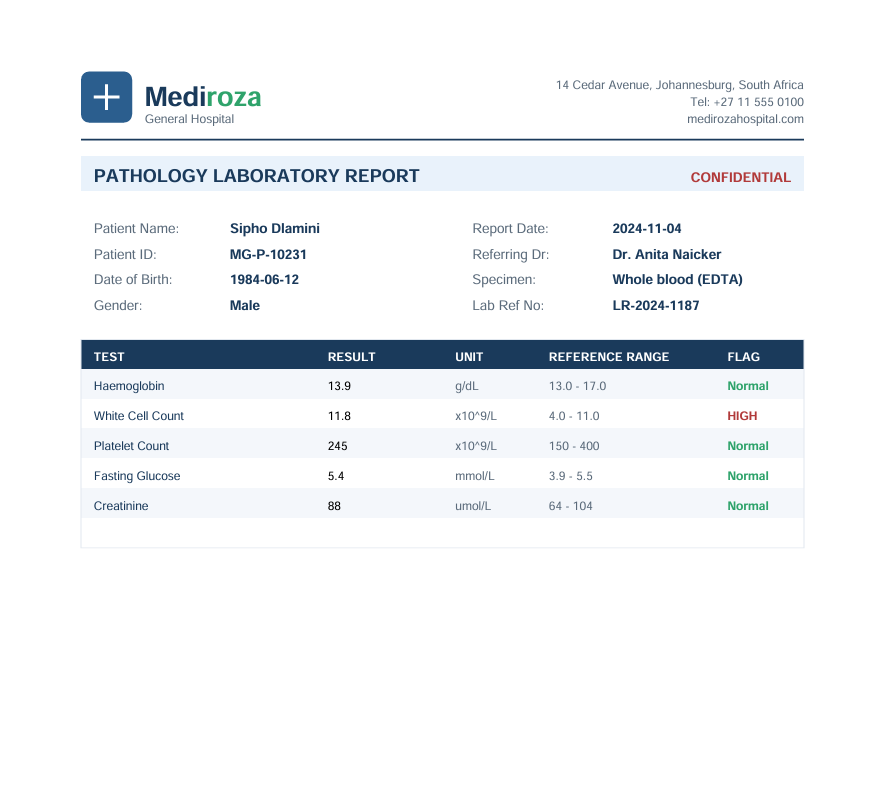 Mediroza
General Hospital
14 Cedar Avenue, Johannesburg, South Africa
Tel: +27 11 555 0100
medirozahospital.com
PATHOLOGY LABORATORY REPORT CONFIDENTIAL
Patient Name: Sipho Dlamini Report Date: 2024-11-04
Patient ID: MG-P-10231 Referring Dr: Dr. Anita Naicker
Date of Birth: 1984-06-12 Specimen: Whole blood (EDTA)
Gender: Male Lab Ref No: LR-2024-1187
TEST RESULT UNIT REFERENCE RANGE FLAG
Haemoglobin 13.9 g/dL 13.0 - 17.0 Normal
White Cell Count 11.8 x10^9/L 4.0 - 11.0 HIGH
Platelet Count 245 x10^9/L 150 - 400 Normal
Fasting Glucose 5.4 mmol/L 3.9 - 5.5 Normal
Creatinine 88 umol/L 64 - 104 Normal